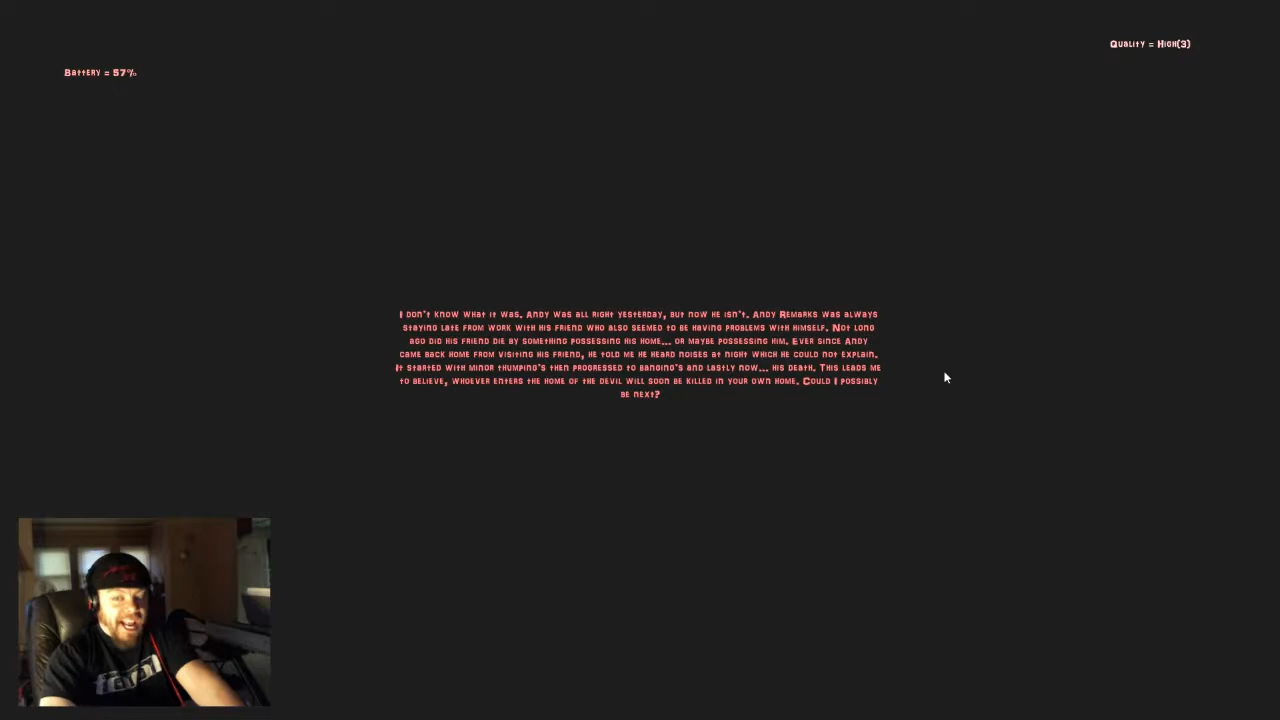 Quality = High(3)
Battery = 57%
I don't know what it was. Andy was all right yesterday, but now he isn't. Andy Remarks was always
staying late from work with his friend who also seemed to be having problems with himself. Not long
ago did his friend die by something possessing his home... or maybe possessing him. Ever since Andy
came back home from visiting his friend, he told me he heard noises at night which he could not explain.
It started with minor thumping's then progressed to banging's and lastly now... his death. This leads me
to believe, whoever enters the home of the devil will soon be killed in your own home. Could I possibly
be next?